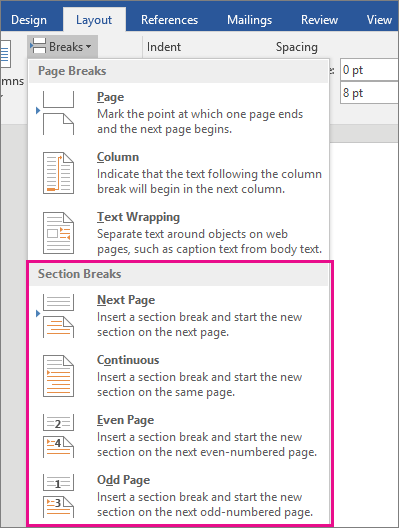 Design Layout References Mailings Review View
Breaks Indent Spacing
mns
Page Breaks
: 0 pt
8 pt
Page
Mark the point at which one page ends
and the next page begins.
Column
Indicate that the text following the column
break will begin in the next column.
Text Wrapping
Separate text around objects on web
pages, such as caption text from body text.
Section Breaks
Next Page
Insert a section break and start the new
section on the next page.
Continuous
Insert a section break and start the new
section on the same page.
2
4
Even Page
Insert a section break and start the new
section on the next even-numbered page.
1
3
Odd Page
Insert a section break and start the new
section on the next odd-numbered page.